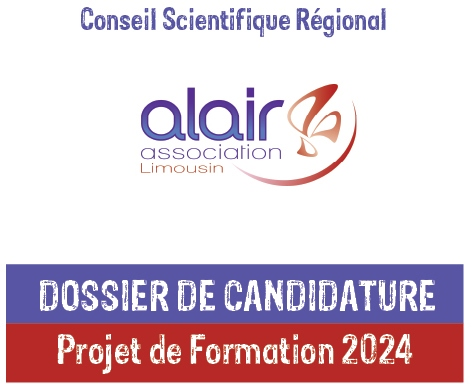 Conseil Scientifique Régional
alair
association
Limousin
DOSSIER DE CANDIDATURE
Projet de Formation 2024